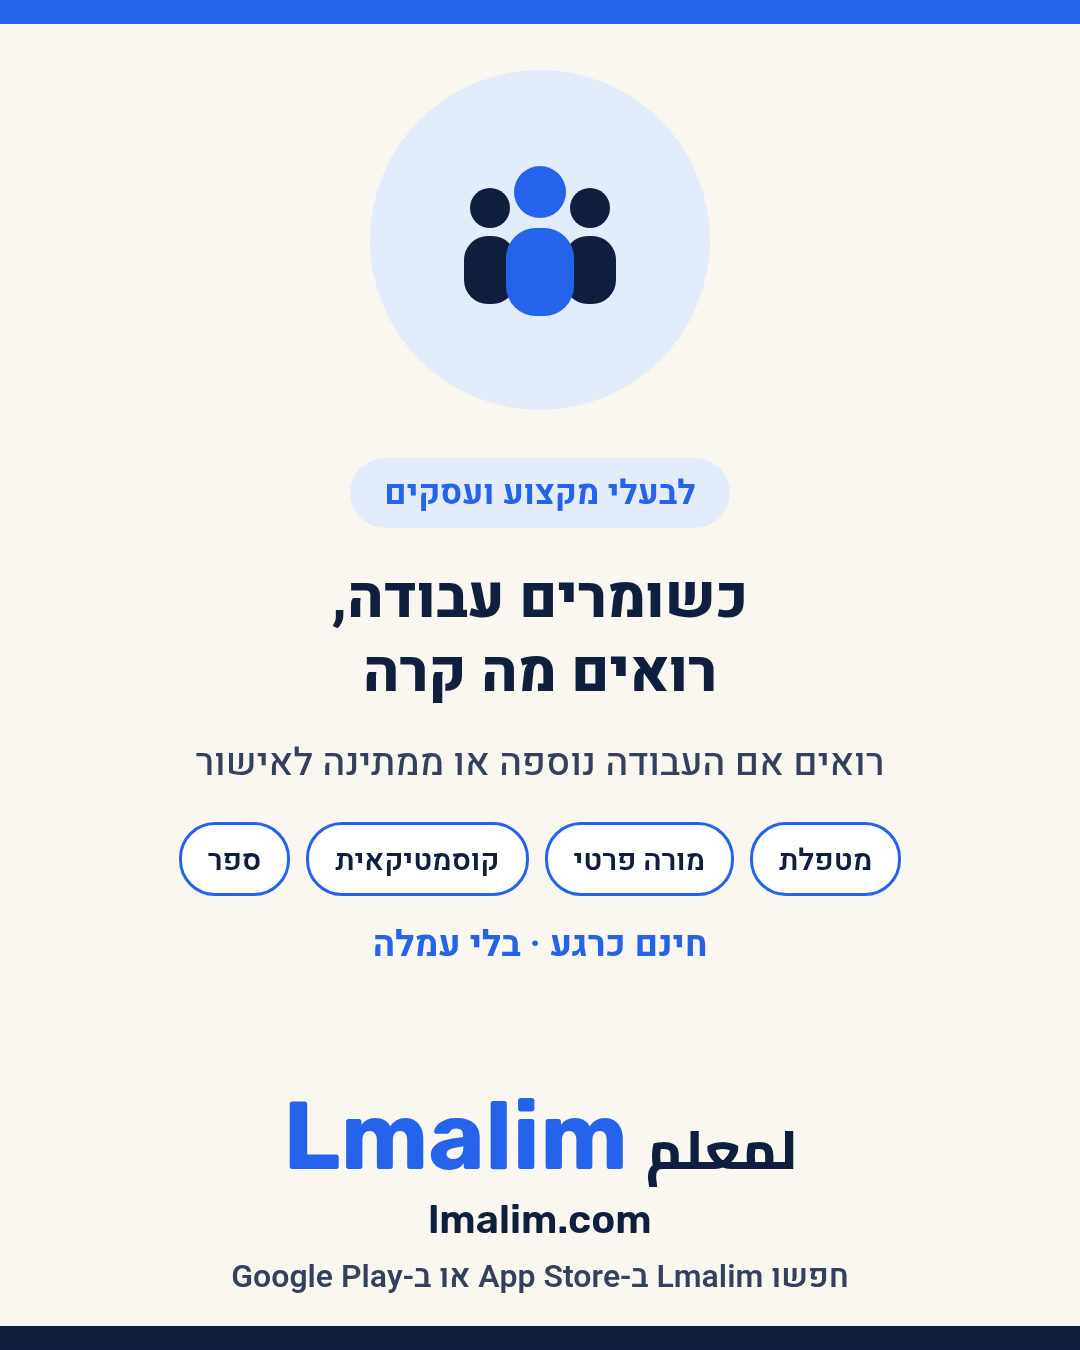 לבעלי מקצוע ועסקים
כשומרים עבודה,
רואים מה קרה
רואים אם העבודה נוספה או ממתינה לאישור
מטפלת
מורה פרטי
קוסמטיקאית
ספר
חינם כרגע · בלי עמלה
Lmalim لمعلم
lmalim.com
חפשו Lmalim ב-App Store או ב-Google Play